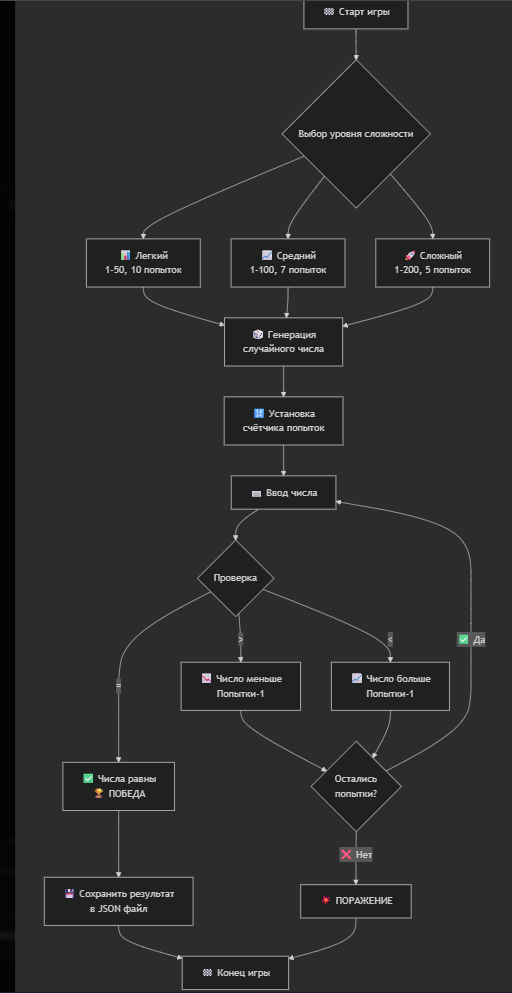 🏁 Старт игры
Выбор уровня сложности
📊 Легкий
1-50, 10 попыток
📈 Средний
1-100, 7 попыток
🚀 Сложный
1-200, 5 попыток
🎲 Генерация
случайного числа
🔢 Установка
счётчика попыток
⌨️ Ввод числа
Проверка
=
>
<
✅ Да
📉 Число меньше
Попытки-1
📈 Число больше
Попытки-1
✅ Числа равны
🏆 ПОБЕДА
Остались
попытки?
❌ Нет
💾 Сохранить результат
в JSON файл
💥 ПОРАЖЕНИЕ
🏁 Конец игры